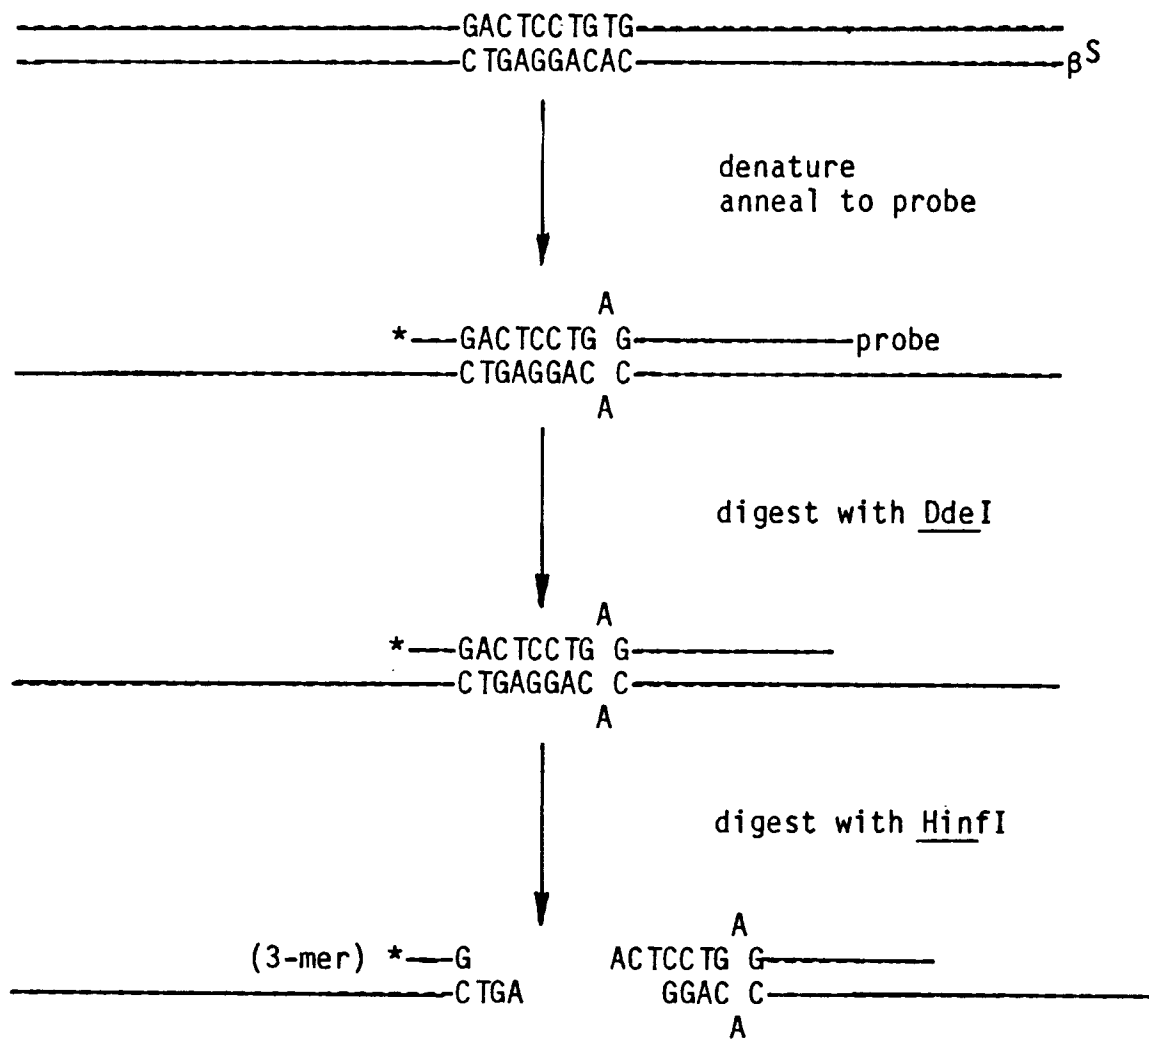 GACTCCTGTG
CTGAGGACAC
βS
denature
anneal to probe
A
*GACTCCTG G probe
CTGAGGAC C
A
digest with DdeI
A
*GACTCCTG G
CTGAGGAC C
A
digest with HinfI
A
(3-mer) *G ACTCCTG G
CTGA GGAC C
A